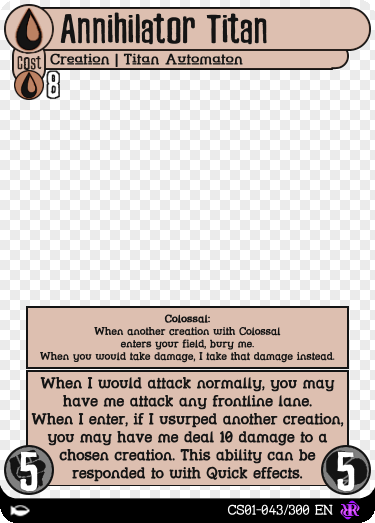 Annihilator Titan
Cost
Creation | Titan Automaton
8
Colossal:
When another creation with Colossal
enters your field, bury me.
When you would take damage, I take that damage instead.
When I would attack normally, you may
have me attack any frontline lane.
When I enter, if I usurped another creation,
you may have me deal 10 damage to a
chosen creation. This ability can be
responded to with Quick effects.
5
5
CS01-043/300 EN